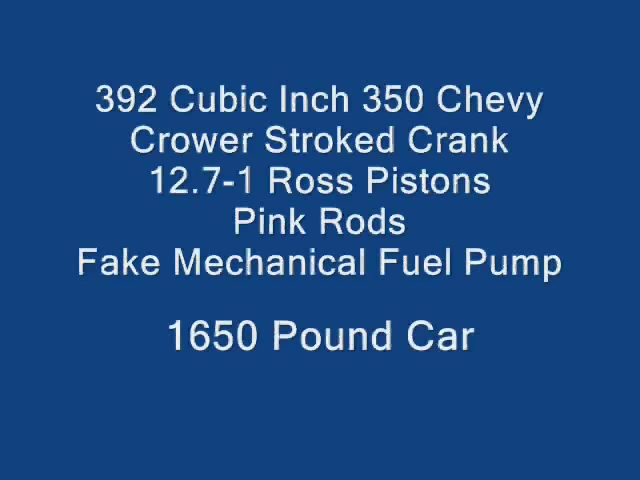 392 Cubic Inch 350 Chevy
Crower Stroked Crank
12.7-1 Ross Pistons
Pink Rods
Fake Mechanical Fuel Pump
1650 Pound Car